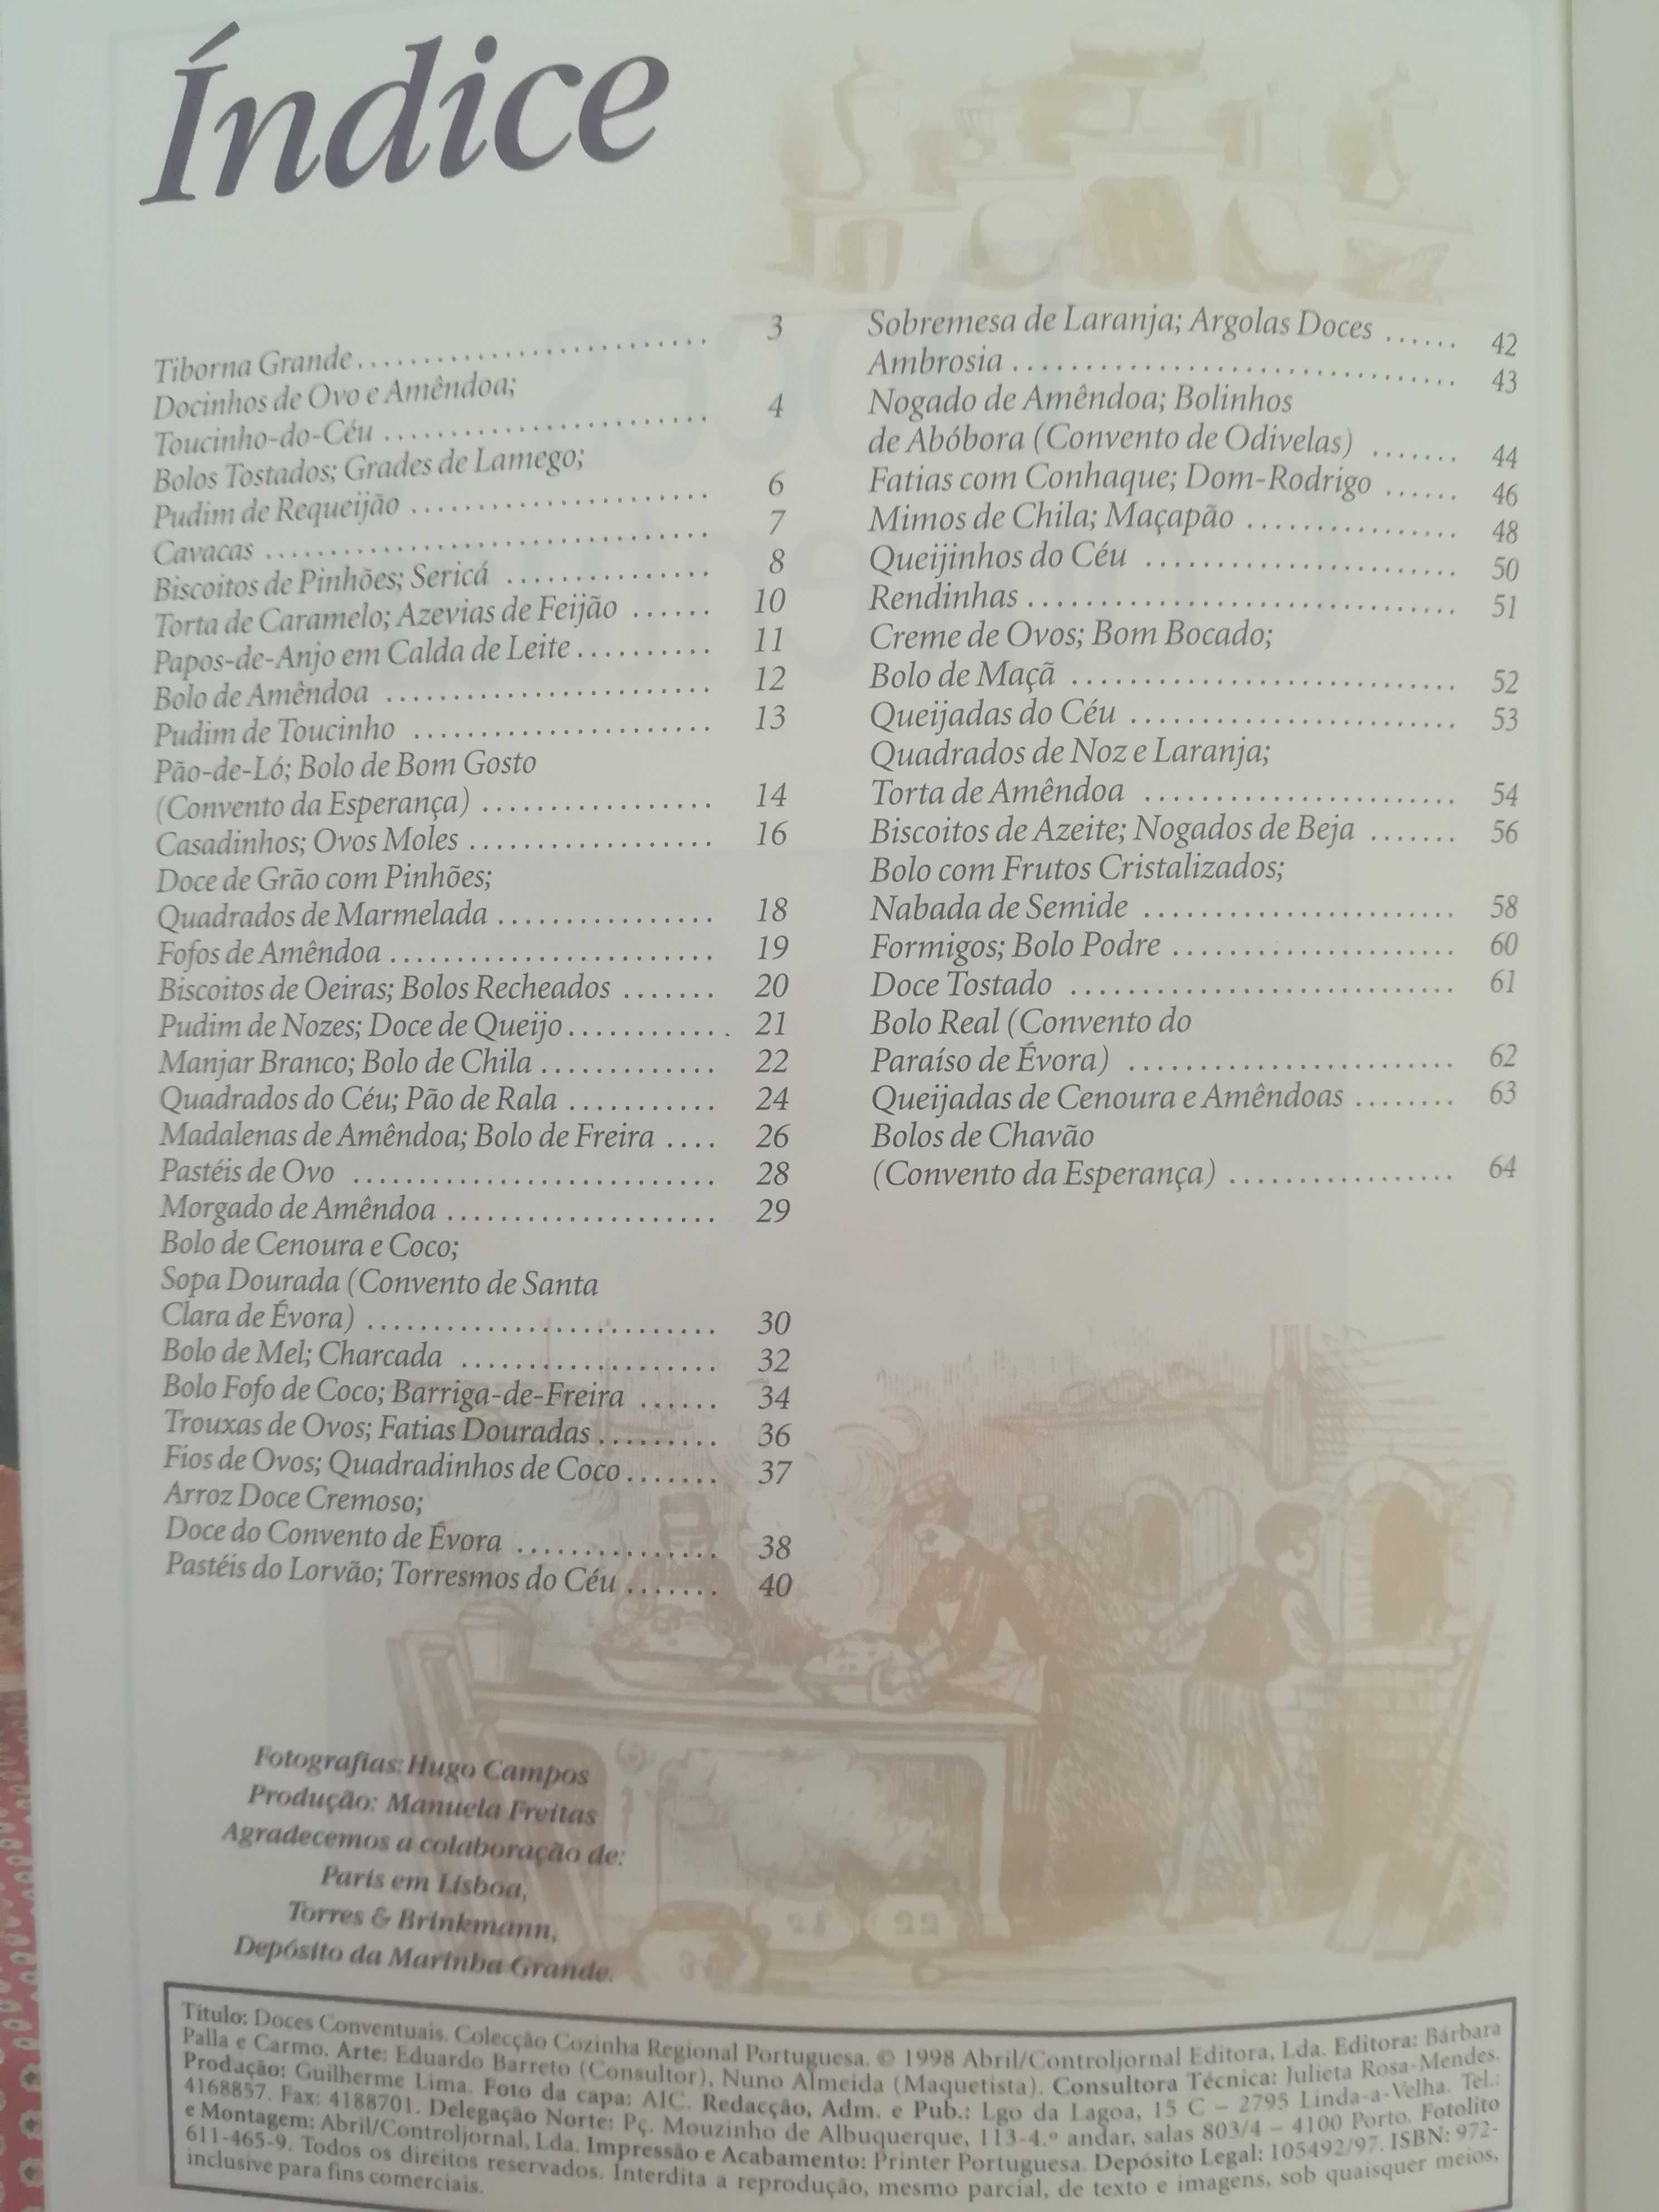 Índice
Tiborna Grande ........................ 3
Docinhos de Ovo e Amêndoa;
Toucinho-do-Céu ........................ 4
Bolos Tostados; Grades de Lamego;
Pudim de Requeijão ........................ 6
Cavacas ........................ 7
Biscoitos de Pinhões; Sericá ............... 8
Torta de Caramelo; Azevias de Feijão ...... 10
Papos-de-Anjo em Calda de Leite .......... 11
Bolo de Amêndoa ........................ 12
Pudim de Toucinho ...................... 13
Pão-de-Ló; Bolo de Bom Gosto
(Convento da Esperança) .................. 14
Casadinhos; Ovos Moles ................... 16
Doce de Grão com Pinhões;
Quadrados de Marmelada ................ 18
Fofos de Amêndoa ........................ 19
Biscoitos de Oeiras; Bolos Recheados ....... 20
Pudim de Nozes; Doce de Queijo ............ 21
Manjar Branco; Bolo de Chila ............. 22
Quadrados do Céu; Pão de Rala ........... 24
Madalenas de Amêndoa; Bolo de Freira .... 26
Pastéis de Ovo ........................... 28
Morgado de Amêndoa ..................... 29
Bolo de Cenoura e Coco;
Sopa Dourada (Convento de Santa
Clara de Évora) .......................... 30
Bolo de Mel; Charcada ................... 32
Bolo Fofo de Coco; Barriga-de-Freira ...... 34
Trouxas de Ovos; Fatias Douradas ......... 36
Fios de Ovos; Quadradinhos de Coco ....... 37
Arroz Doce Cremoso;
Doce do Convento de Évora ............... 38
Pastéis do Lorvão; Torresmos do Céu ....... 40
Sobremesa de Laranja; Argolas Doces ...... 42
Ambrosia ................................ 43
Nogado de Amêndoa; Bolinhos
de Abóbora (Convento de Odivelas) ....... 44
Fatias com Conhaque; Dom-Rodrigo ...... 46
Mimos de Chila; Maçapão ............... 48
Queijinhos do Céu ....................... 50
Rendinhas ............................... 51
Creme de Ovos; Bom Bocado;
Bolo de Maçã ............................ 52
Queijadas do Céu ........................ 53
Quadrados de Noz e Laranja;
Torta de Amêndoa ....................... 54
Biscoitos de Azeite; Nogados de Beja ....... 56
Bolo com Frutos Cristalizados;
Nabada de Semide ....................... 58
Formigos; Bolo Podre ..................... 60
Doce Tostado ............................ 61
Bolo Real (Convento do
Paraíso de Évora) ........................ 62
Queijadas de Cenoura e Amêndoas ........ 63
Bolos de Chavão
(Convento da Esperança) ................. 64
Fotografias: Hugo Campos
Produção: Manuela Freitas
Agradecemos a colaboração de:
Paris em Lisboa,
Torres & Brinkmann,
Depósito da Marinha Grande.
Título: Doces Conventuais. Colecção Cozinha Regional Portuguesa. © 1998 Abril/Controljornal Editora, Lda. Editora: Bárbara
Palla e Carmo. Arte: Eduardo Barreto (Consultor), Nuno Almeida (Maquetista). Consultora Técnica: Julieta Rosa-Mendes.
Produção: Guilherme Lima. Foto da capa: AIC. Redacção, Adm. e Pub.: Lgo da Lagoa, 15 C – 2795 Linda-a-Velha. Tel.:
4168857. Fax: 4188701. Delegação Norte: Pç. Mouzinho de Albuquerque, 113-4.º andar, salas 803/4 – 4100 Porto. Fotolito
e Montagem: Abril/Controljornal, Lda. Impressão e Acabamento: Printer Portuguesa. Depósito Legal: 105492/97. ISBN: 972-
611-465-9. Todos os direitos reservados. Interdita a reprodução, mesmo parcial, de texto e imagens, sob quaisquer meios,
inclusive para fins comerciais.